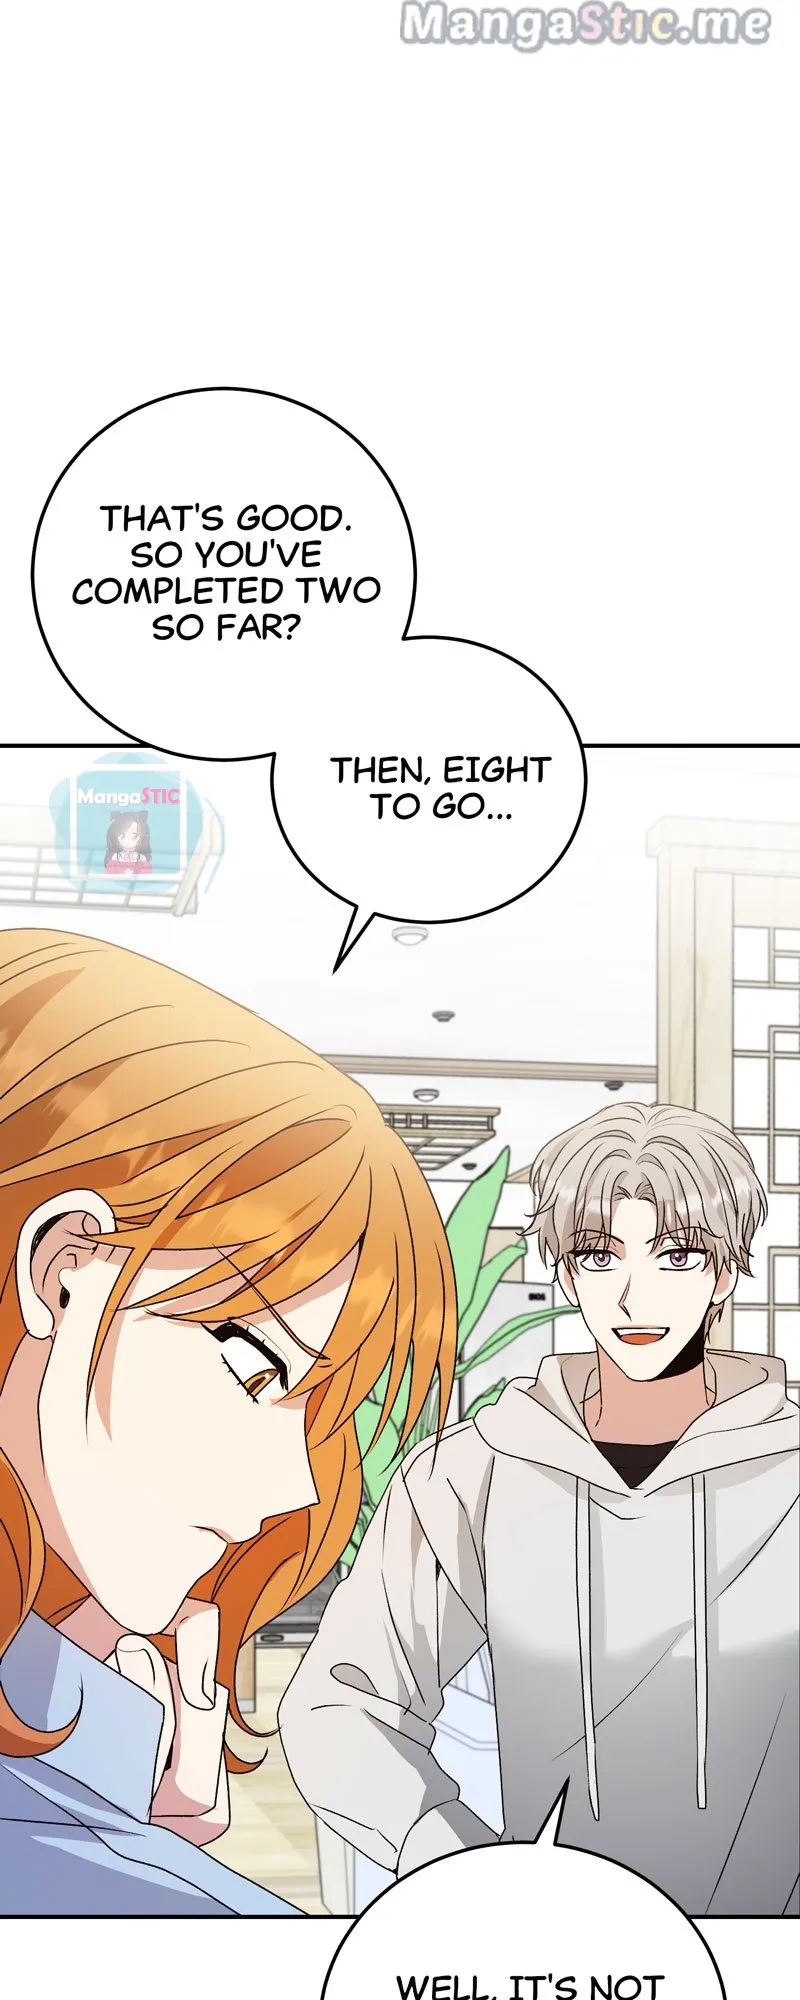 MangaStic.me
THAT'S GOOD.
SO YOU'VE
COMPLETED TWO
SO FAR?
THEN, EIGHT
TO GO...
MangaSTIC
WELL, IT'S NOT